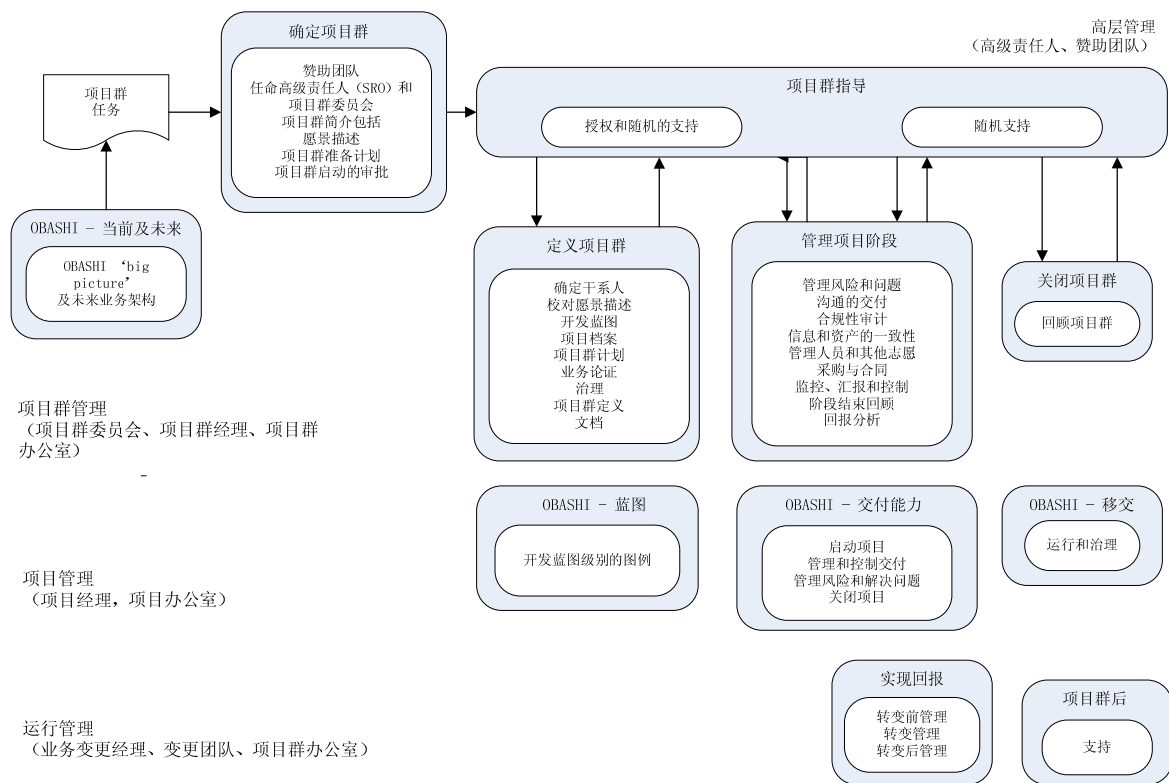 确定项目群
赞助团队
任命高级责任人（SRO）和
项目群委员会
项目群简介包括
愿景描述
项目群准备计划
项目群启动的审批
高层管理
（高级责任人、赞助团队）
项目群
任务
项目群指导
授权和随机的支持
随机支持
OBASHI - 当前及未来
OBASHI ‘big
picture’
及未来业务架构
定义项目群
确定干系人
校对愿景描述
开发蓝图
项目档案
项目群计划
业务论证
治理
项目群定义
文档
管理项目阶段
管理风险和问题
沟通的交付
合规性审计
信息和资产的一致性
管理人员和其他志愿
采购与合同
监控、汇报和控制
阶段结束回顾
回报分析
关闭项目群
回顾项目群
项目群管理
（项目群委员会、项目群经理、项目群
办公室）
-
OBASHI - 蓝图
开发蓝图级别的图例
OBASHI - 交付能力
启动项目
管理和控制交付
管理风险和解决问题
关闭项目
OBASHI - 移交
运行和治理
项目管理
（项目经理，项目办公室）
实现回报
转变前管理
转变管理
转变后管理
项目群后
支持
运行管理
（业务变更经理、变更团队、项目群办公室）